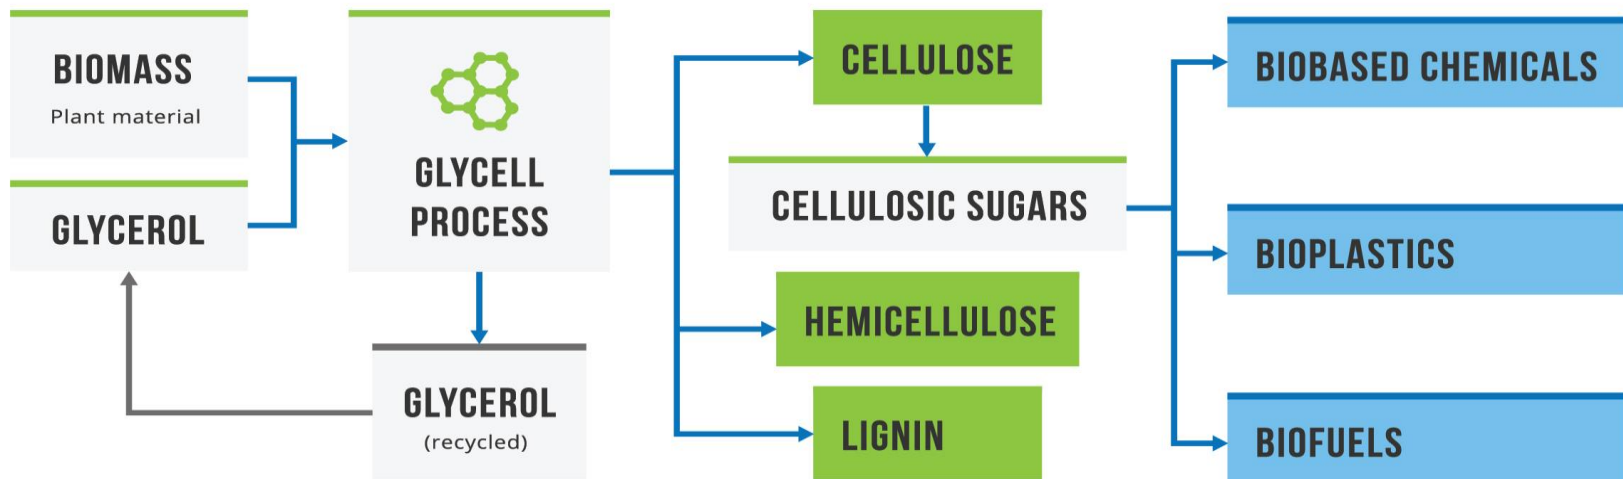 BIOMASS
Plant material
GLYCEROL
GLYCELL
PROCESS
GLYCEROL
(recycled)
CELLULOSE
CELLULOSIC SUGARS
HEMICELLULOSE
LIGNIN
BIOBASED CHEMICALS
BIOPLASTICS
BIOFUELS